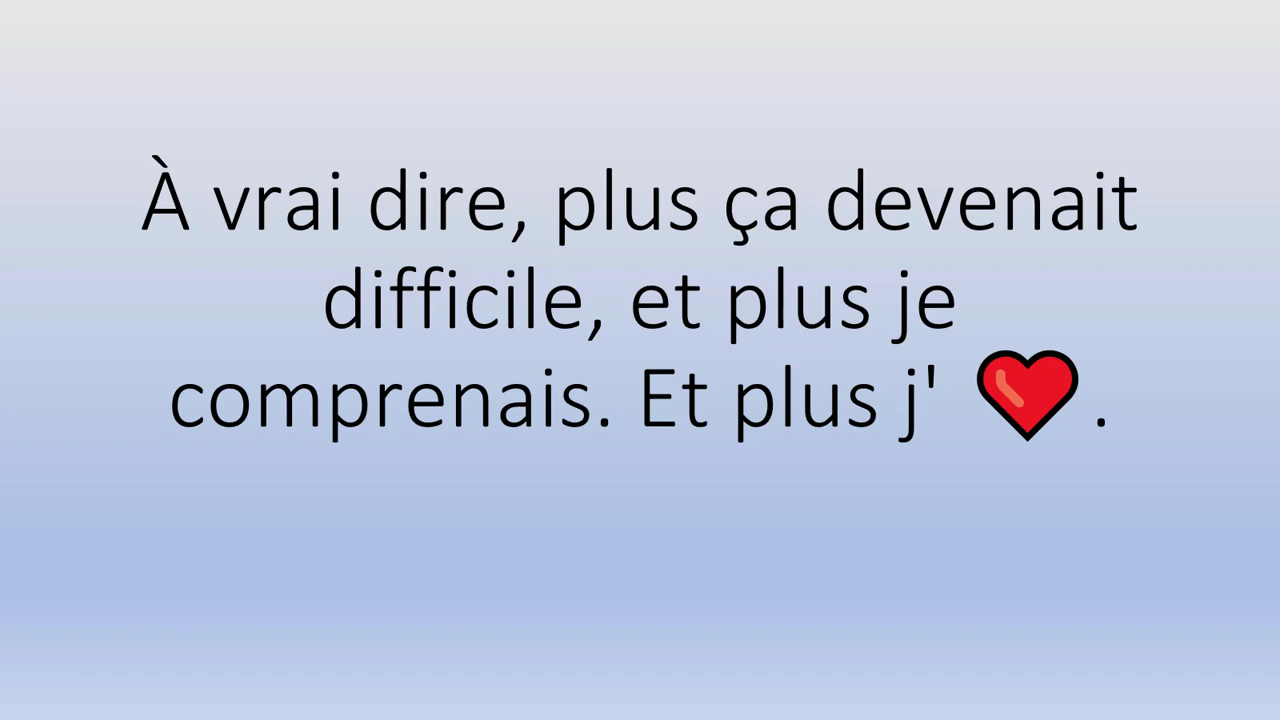 À vrai dire, plus ça devenait
difficile, et plus je
comprenais. Et plus j' ❤️.